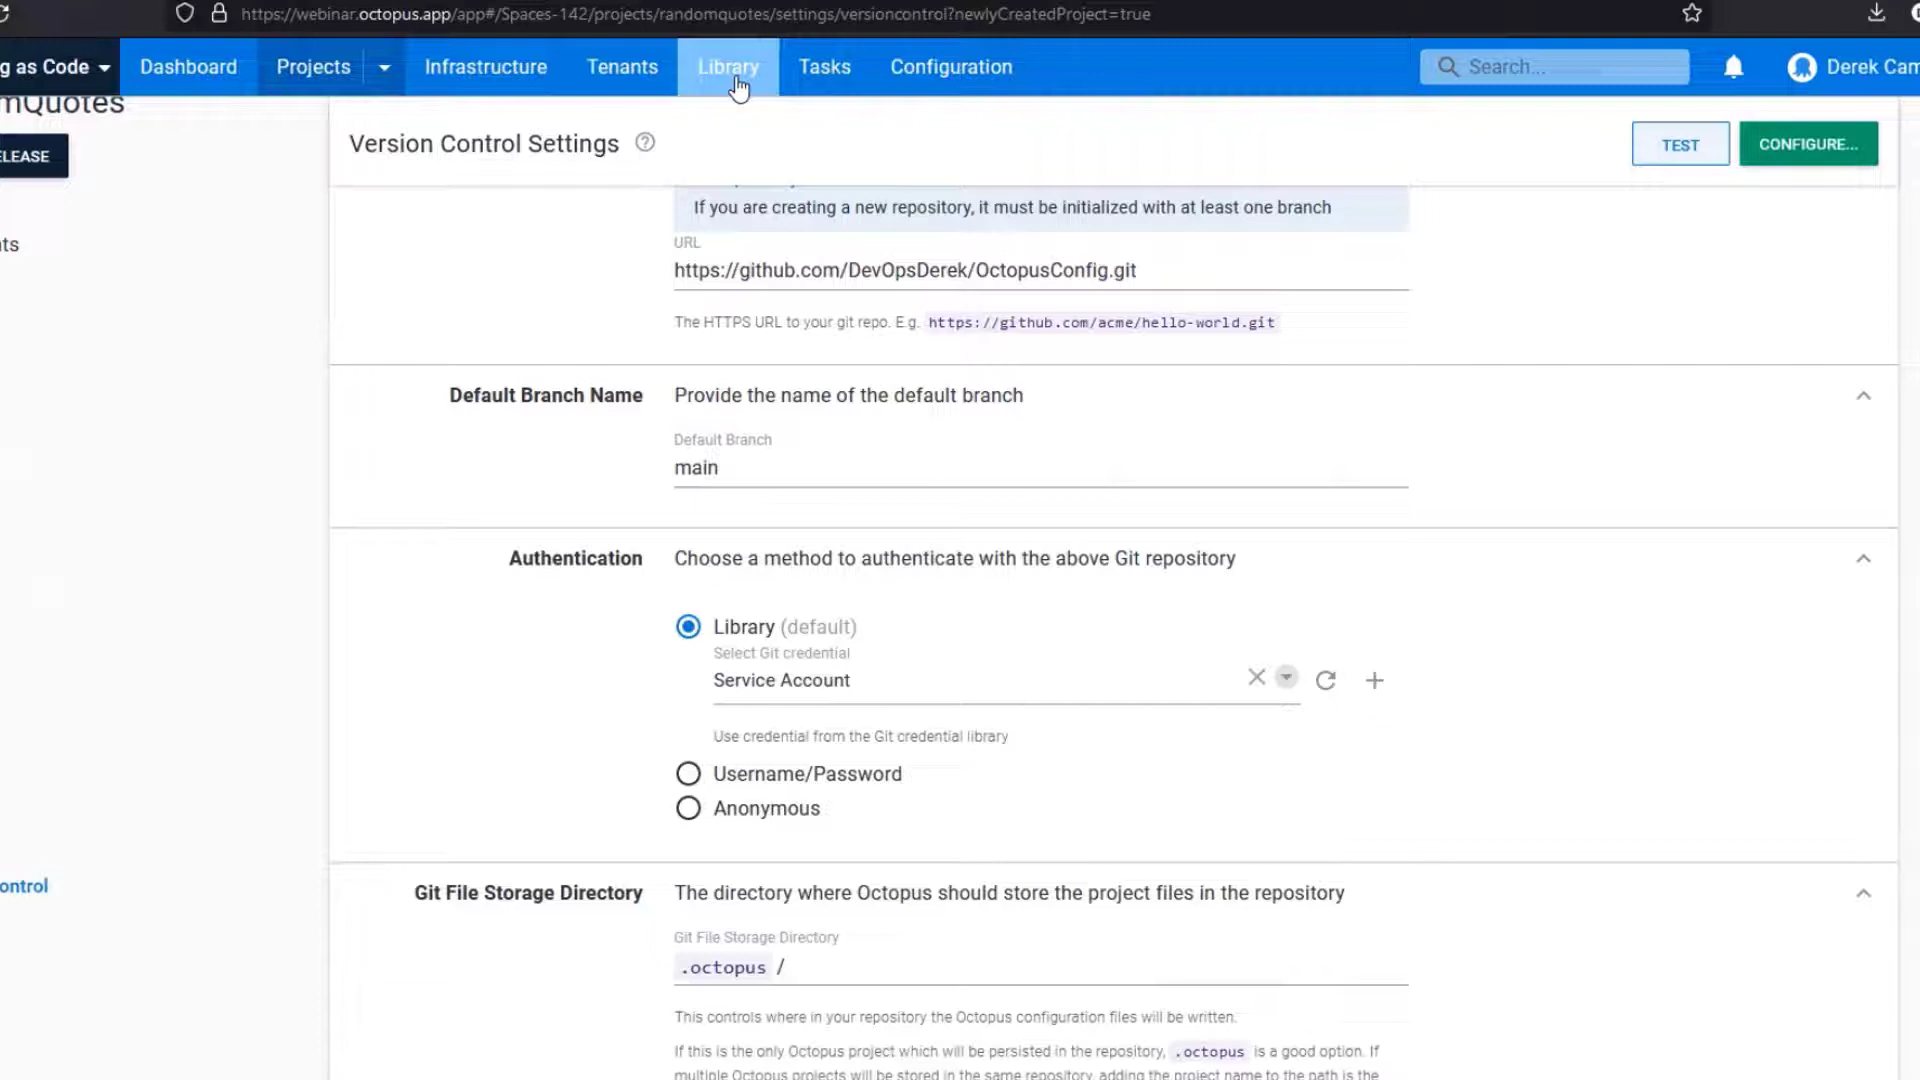 https://webinar.octopus.app/app#/Spaces-142/projects/randomquotes/settings/versioncontrol?newlyCreatedProject=true
g as Code Dashboard Projects Infrastructure Tenants Library Tasks Configuration Search... Derek Cam
mQuotes
ELEASE
Version Control Settings
TEST CONFIGURE...
nts
If you are creating a new repository, it must be initialized with at least one branch
URL
https://github.com/DevOpsDerek/OctopusConfig.git
The HTTPS URL to your git repo. E.g. https://github.com/acme/hello-world.git
Default Branch Name Provide the name of the default branch
Default Branch
main
Authentication Choose a method to authenticate with the above Git repository
Library (default)
Select Git credential
Service Account
Use credential from the Git credential library
Username/Password
Anonymous
ontrol
Git File Storage Directory The directory where Octopus should store the project files in the repository
Git File Storage Directory
.octopus /
This controls where in your repository the Octopus configuration files will be written.
If this is the only Octopus project which will be persisted in the repository, .octopus is a good option. If
multiple Octopus projects will be stored in the same repository, adding the project name to the path is the